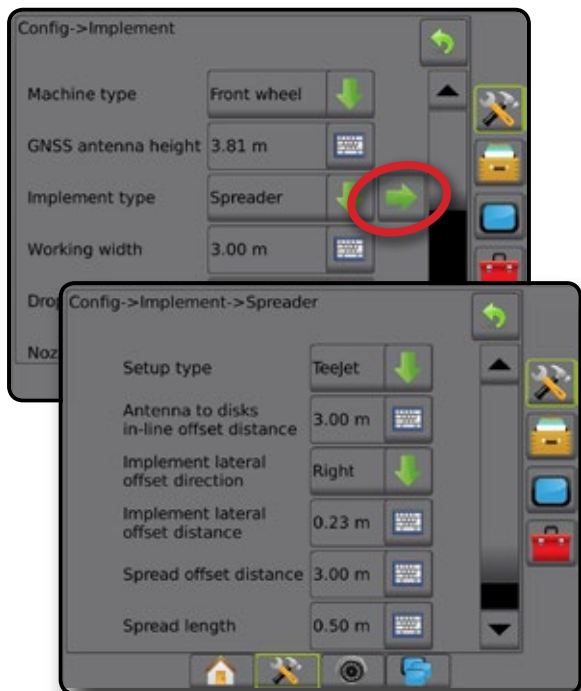 Config->Implement
Machine type Front wheel
GNSS antenna height 3.81 m
Implement type Spreader
Working width 3.00 m
Config->Implement->Spreader
Setup type TeeJet
Antenna to disks
in-line offset distance 3.00 m
Implement lateral
offset direction Right
Implement lateral
offset distance 0.23 m
Spread offset distance 3.00 m
Spread length 0.50 m